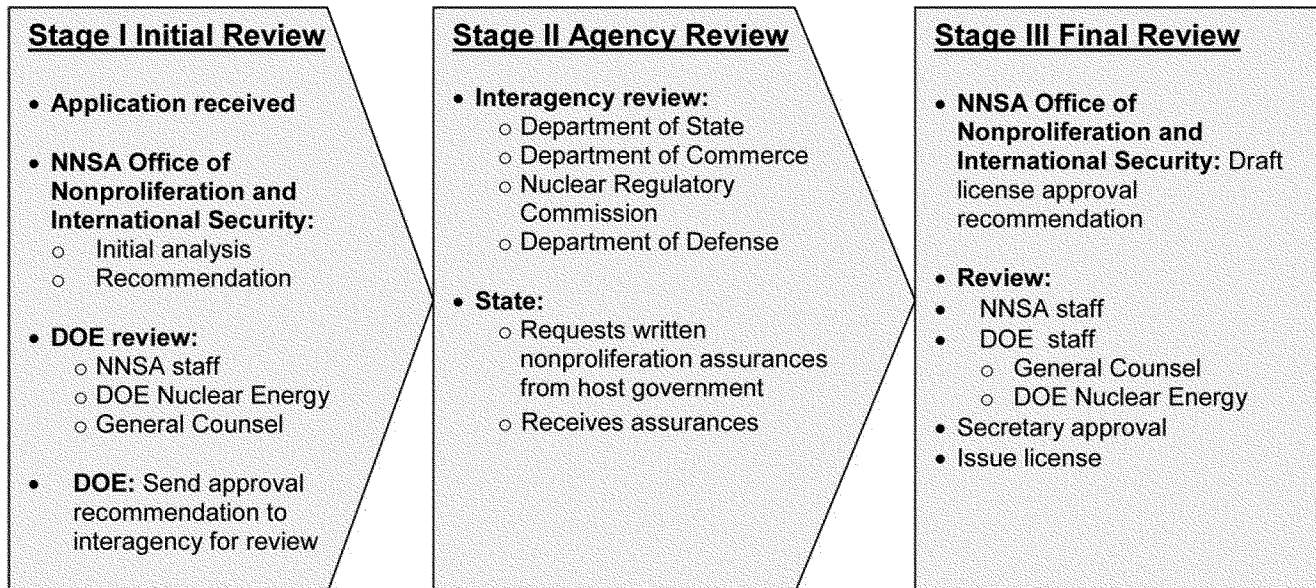 Stage I Initial Review
• Application received
• NNSA Office of
Nonproliferation and
International Security:
o Initial analysis
o Recommendation
• DOE review:
o NNSA staff
o DOE Nuclear Energy
o General Counsel
• DOE: Send approval
recommendation to
interagency for review
Stage II Agency Review
• Interagency review:
o Department of State
o Department of Commerce
o Nuclear Regulatory
Commission
o Department of Defense
• State:
o Requests written
nonproliferation assurances
from host government
o Receives assurances
Stage III Final Review
• NNSA Office of
Nonproliferation and
International Security: Draft
license approval
recommendation
• Review:
• NNSA staff
• DOE staff
o General Counsel
o DOE Nuclear Energy
• Secretary approval
• Issue license